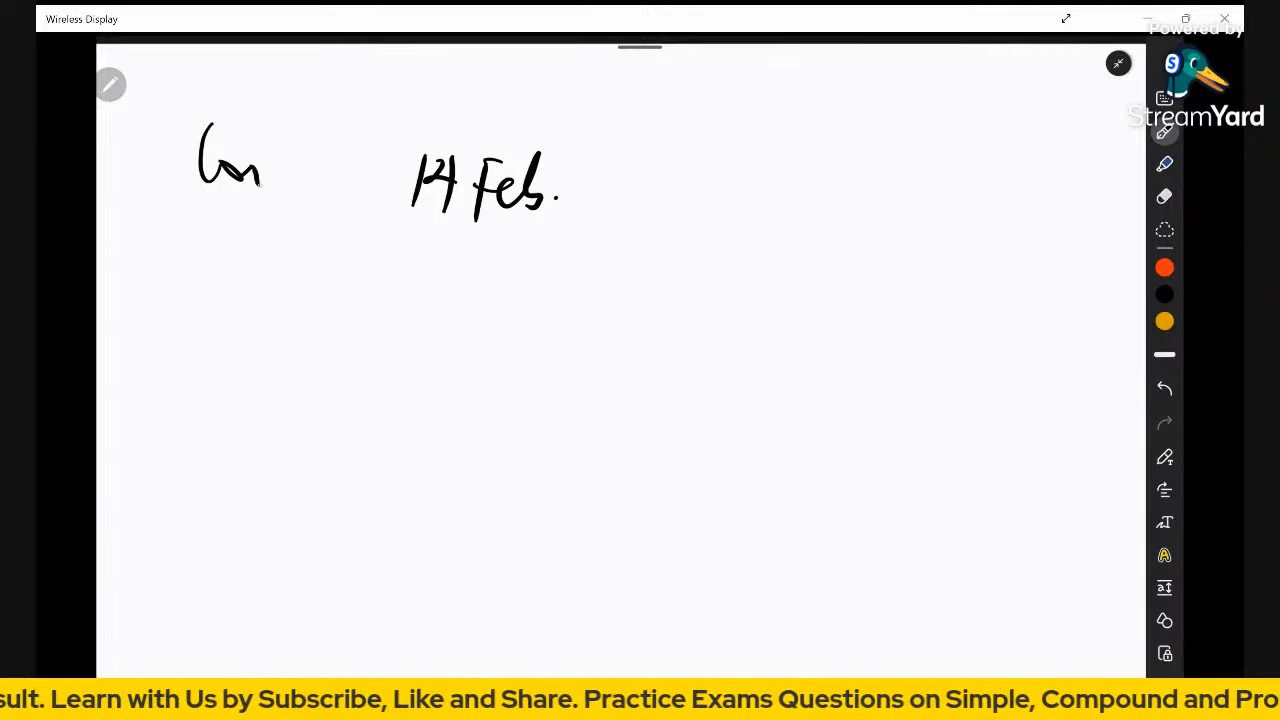 Wireless Display
Powered by
StreamYard
Con 14 Feb.
sult. Learn with Us by Subscribe, Like and Share. Practice Exams Questions on Simple, Compound and Pro